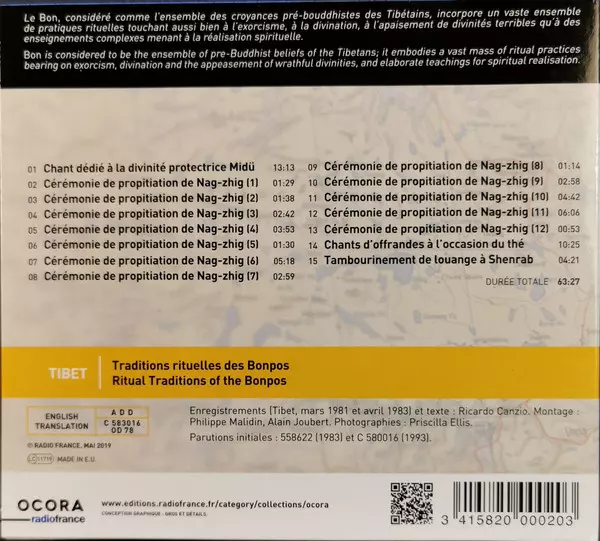 Le Bon, considéré comme l'ensemble des croyances pré-bouddhistes des Tibétains, incorpore un vaste ensemble
de pratiques rituelles touchant aussi bien à l'exorcisme, à la divination, à l'apaisement de divinités terribles qu'à des
enseignements complexes menant à la réalisation spirituelle.
Bon is considered to be the ensemble of pre-Buddhist beliefs of the Tibetans; it embodies a vast mass of ritual practices
bearing on exorcism, divination and the appeasement of wrathful divinities, and elaborate teachings for spiritual realisation.
01 Chant dédié à la divinité protectrice Midü 13:13
02 Cérémonie de propitiation de Nag-zhig (1) 01:29
03 Cérémonie de propitiation de Nag-zhig (2) 01:38
04 Cérémonie de propitiation de Nag-zhig (3) 02:42
05 Cérémonie de propitiation de Nag-zhig (4) 03:53
06 Cérémonie de propitiation de Nag-zhig (5) 01:30
07 Cérémonie de propitiation de Nag-zhig (6) 05:18
08 Cérémonie de propitiation de Nag-zhig (7) 02:59
09 Cérémonie de propitiation de Nag-zhig (8) 01:14
10 Cérémonie de propitiation de Nag-zhig (9) 02:58
11 Cérémonie de propitiation de Nag-zhig (10) 04:42
12 Cérémonie de propitiation de Nag-zhig (11) 06:06
13 Cérémonie de propitiation de Nag-zhig (12) 00:53
14 Chants d'offrandes à l'occasion du thé 10:25
15 Tambourinement de louange à Shenrab 04:21
DURÉE TOTALE 63:27
TIBET
Traditions rituelles des Bonpos
Ritual Traditions of the Bonpos
ENGLISH
TRANSLATION
A D D
C 583016
OD 78
© RADIO FRANCE. MAI 2019
LC 11719 MADE IN E.U.
Enregistrements (Tibet, mars 1981 et avril 1983) et texte : Ricardo Canzio. Montage :
Philippe Malidin, Alain Joubert. Photographies : Priscilla Ellis.
Parutions initiales : 558622 (1983) et C 580016 (1993).
OCORA
radiofrance
www.editions.radiofrance.fr/category/collections/ocora
CONCEPTION GRAPHIQUE : GROS ET DÉTAILS.
3 415820 000203